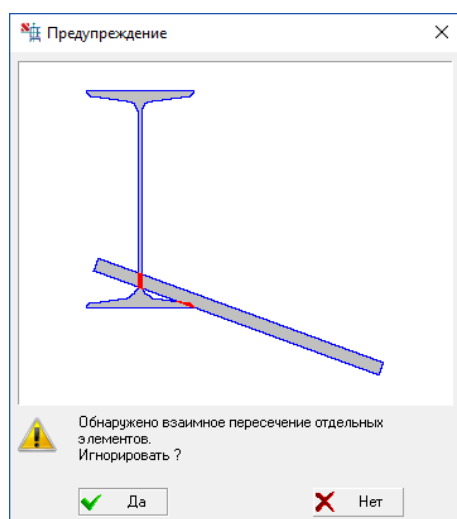 Предупреждение
Обнаружено взаимное пересечение отдельных
элементов.
Игнорировать ?
Да
Нет